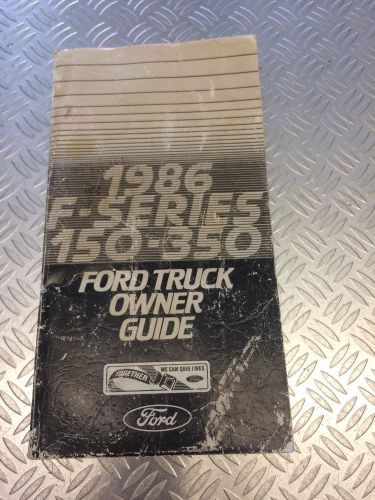 1986
F-SERIES
150-350
FORD TRUCK
OWNER
GUIDE
TOGETHER
WE CAN SAVE LIVES
Ford